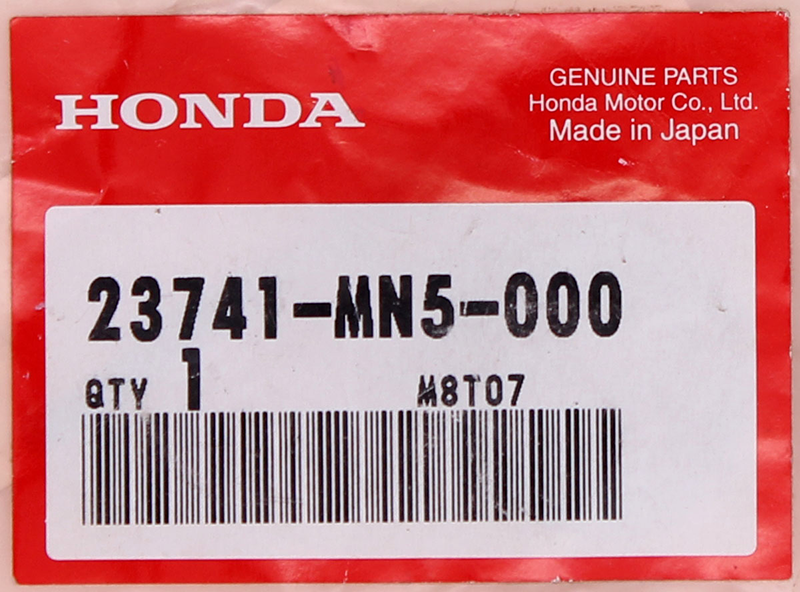 HONDA
GENUINE PARTS
Honda Motor Co., Ltd.
Made in Japan
23741-MN5-000
QTY 1 M8T07